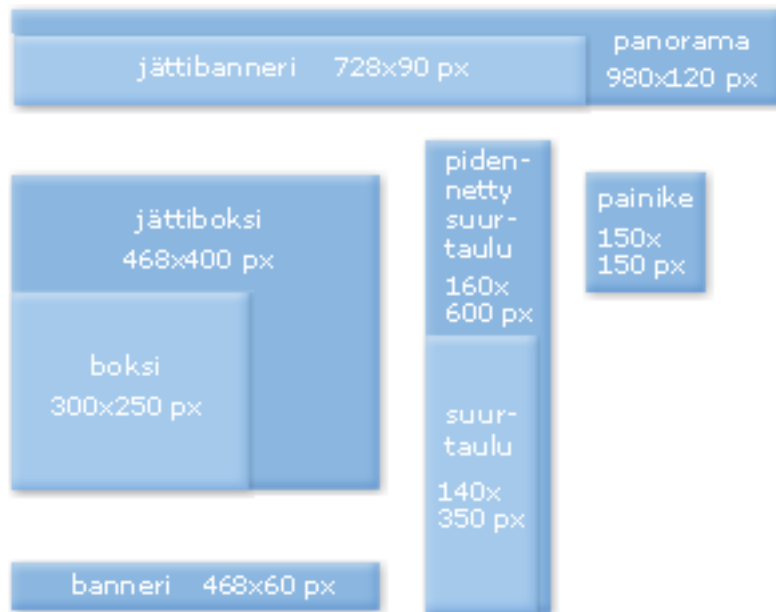 jättibanneri 728x90 px
panorama
980x120 px
jättiboksi
468x400 px
boksi
300x250 px
piden-
netty
suur-
taulu
160x
600 px
suur-
taulu
140x
350 px
painike
150x
150 px
banneri 468x60 px